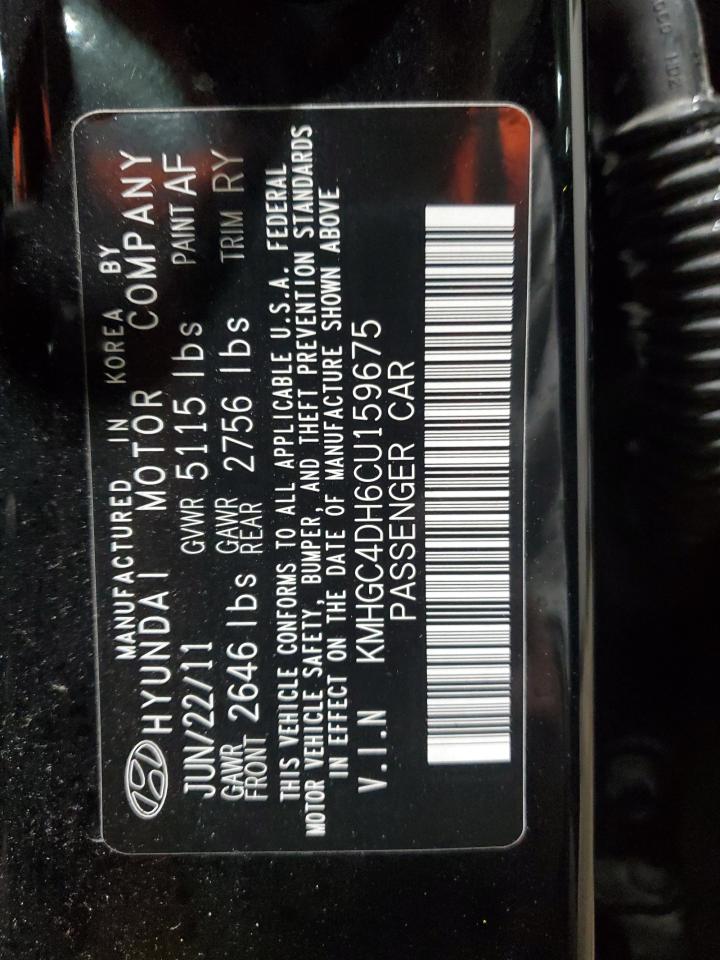 MANUFACTURED IN KOREA BY
HYUNDAI MOTOR COMPANY
JUN/22/11 GVWR 5115 lbs PAINT AF
GAWR FRONT 2646 lbs GAWR REAR 2756 lbs TRIM RY
THIS VEHICLE CONFORMS TO ALL APPLICABLE U.S.A. FEDERAL
MOTOR VEHICLE SAFETY, BUMPER, AND THEFT PREVENTION STANDARDS
IN EFFECT ON THE DATE OF MANUFACTURE SHOWN ABOVE
V.I.N KMHGC4DH6CU159675
PASSENGER CAR